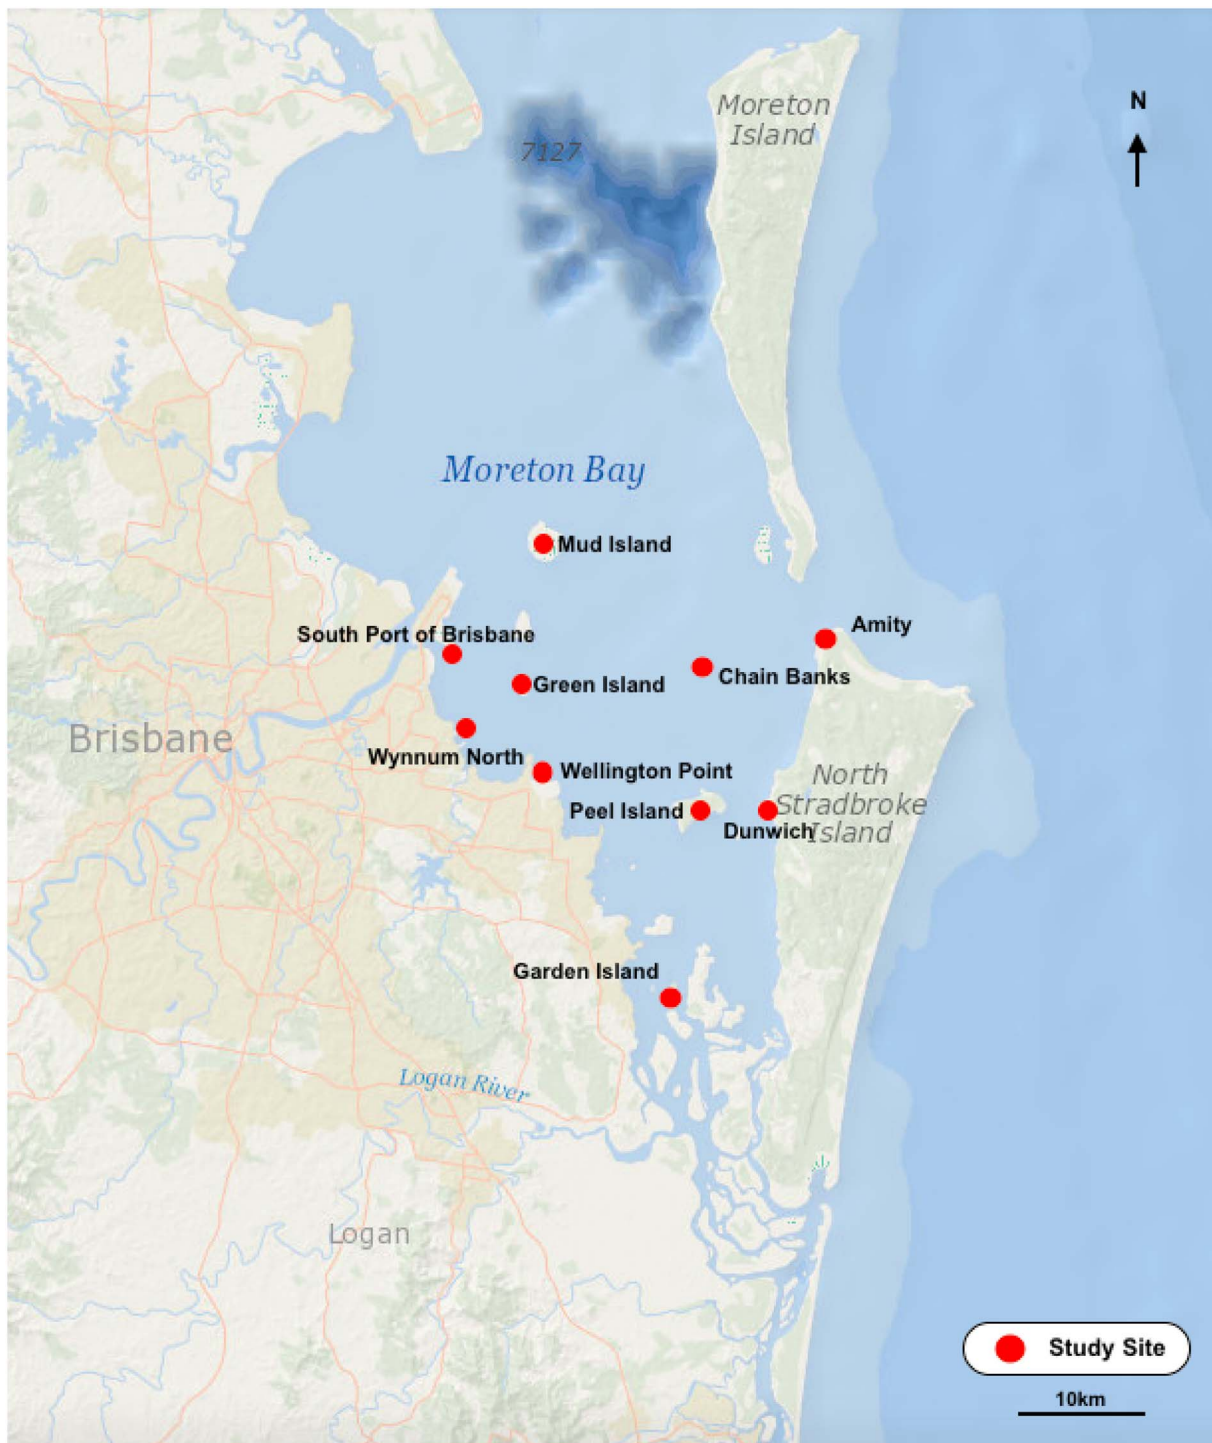 N
Moreton
Island
7127
Moreton Bay
Mud Island
Amity
South Port of Brisbane
Chain Banks
Green Island
Brisbane
Wynnum North
Wellington Point
North
Stradbroke
Island
Peel Island
Dunwich
Garden Island
Logan River
Logan
Study Site
10km